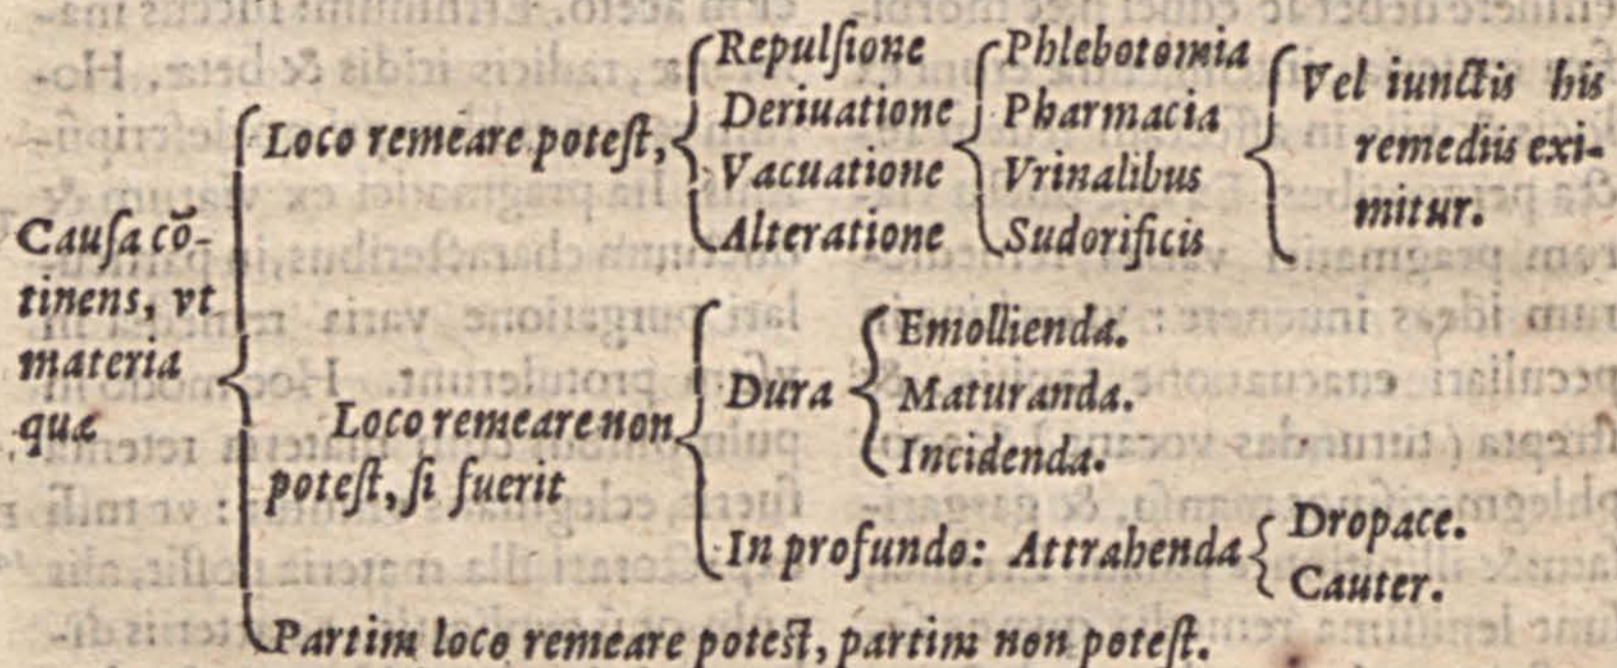 Cauſa cõ-
tinens, vt
materia
quæ
Loco remeare poteſt,
Repulſione
Deriuatione
Vacuatione
Alteratione
Phlebotomia
Pharmacia
Vrinalibus
Sudorificis
Vel iunctis his
remediis exi-
mitur.
Loco remeare non
poteſt, ſi fuerit
Dura
Emollienda.
Maturanda.
Incidenda.
In profundo: Attrahenda
Dropace.
Cauter.
Partim loco remeare poteſt, partim non poteſt.